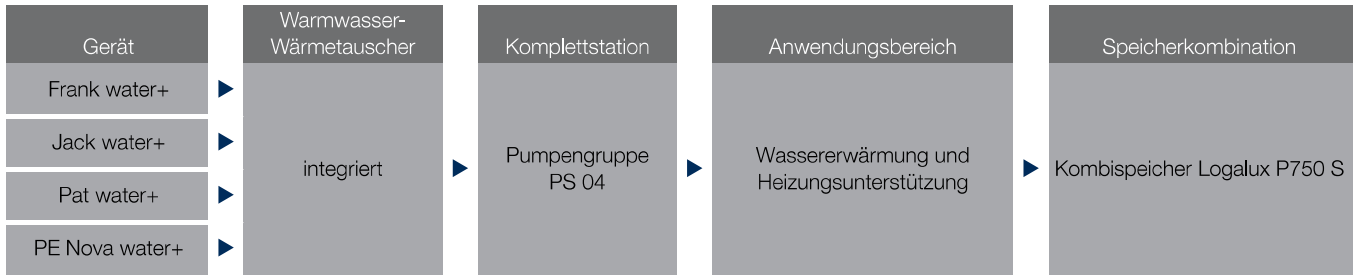 Gerät
Frank water+
Jack water+
Pat water+
PE Nova water+
Warmwasser-
Wärmetauscher
integriert
Komplettstation
Pumpengruppe
PS 04
Anwendungsbereich
Wassererwärmung und
Heizungsunterstützung
Speicherkombination
Kombispeicher Logalux P750 S